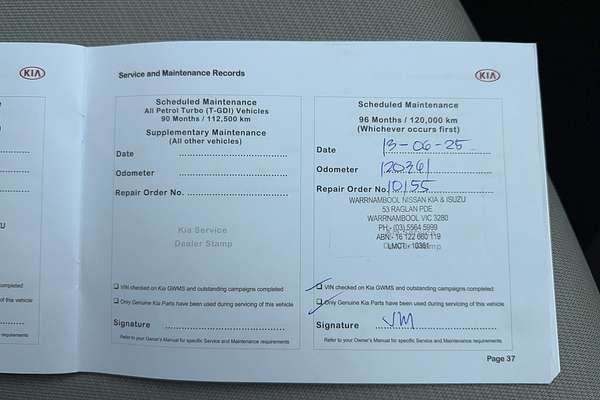 KIA
Service and Maintenance Records
KIA
Scheduled Maintenance
All Petrol Turbo (T-GDI) Vehicles
90 Months / 112,500 km
Supplementary Maintenance
(All other vehicles)
Date
Odometer
Repair Order No.
Kia Service
Dealer Stamp
VIN checked on Kia GWMS and outstanding campaigns completed
Only Genuine Kia Parts have been used during servicing of this vehicle
Signature
Refer to your Owner's Manual for specific Service and Maintenance requirements
Scheduled Maintenance
96 Months / 120,000 km
(Whichever occurs first)
Date 13-06-25
Odometer 120361
Repair Order No. 10155
WARRNAMBOOL NISSAN KIA & ISUZU
53 RAGLAN PDE
WARRNAMBOOL VIC 3280
PH:- (03) 5564 5999
ABN:- 16 122 660 119
LMCT:- 10351
VIN checked on Kia GWMS and outstanding campaigns completed
Only Genuine Kia Parts have been used during servicing of this vehicle
Signature JM
Refer to your Owner's Manual for specific Service and Maintenance requirements
Page 37
completed
of this vehicle